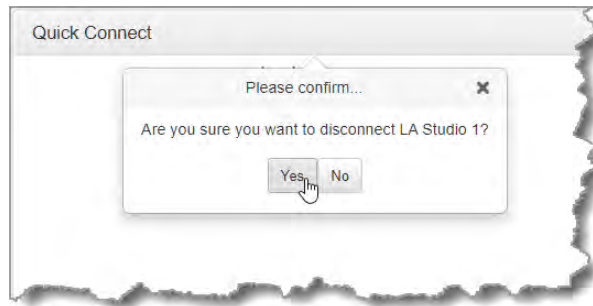 Quick Connect
Please confirm...
Are you sure you want to disconnect LA Studio 1?
Yes No